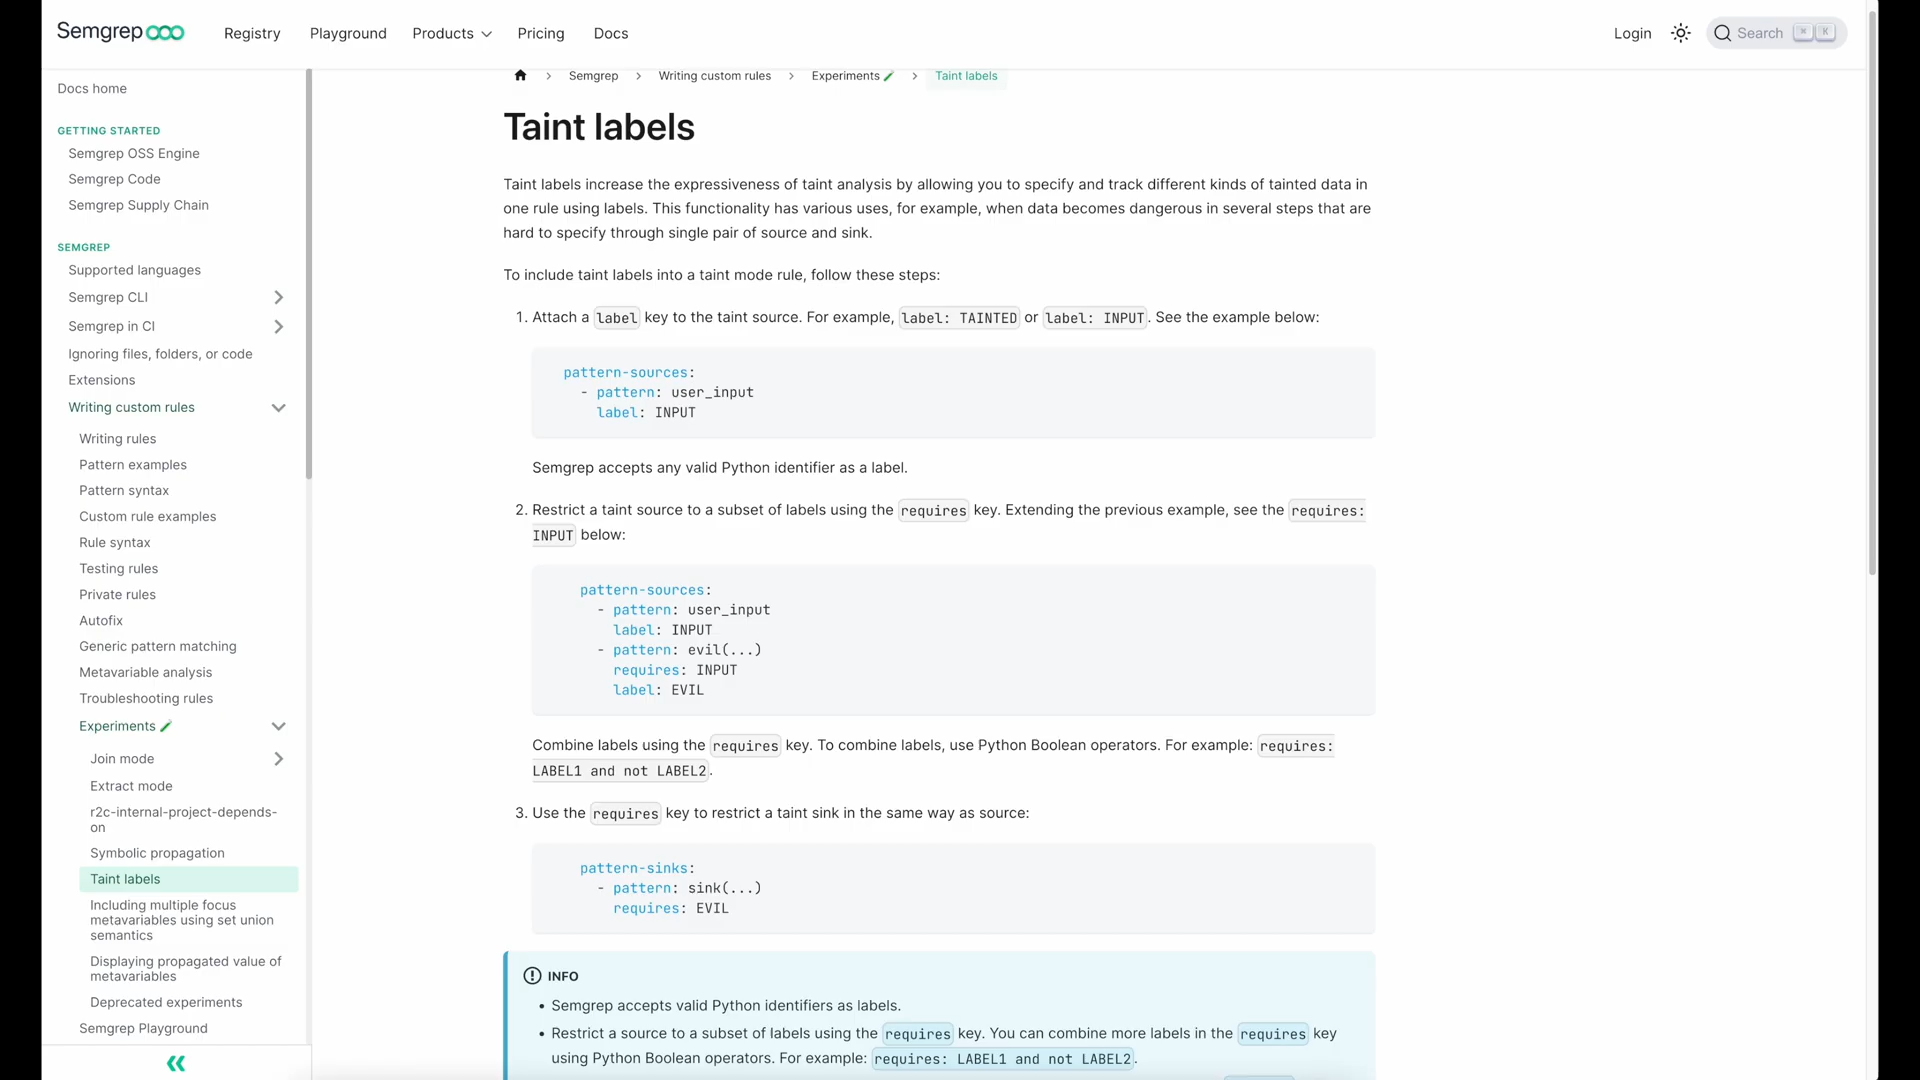 Semgrep
Registry
Playground
Products
Pricing
Docs
Login
Search ⌘ K
Docs home
GETTING STARTED
Semgrep OSS Engine
Semgrep Code
Semgrep Supply Chain
SEMGREP
Supported languages
Semgrep CLI
Semgrep in CI
Ignoring files, folders, or code
Extensions
Writing custom rules
Writing rules
Pattern examples
Pattern syntax
Custom rule examples
Rule syntax
Testing rules
Private rules
Autofix
Generic pattern matching
Metavariable analysis
Troubleshooting rules
Experiments
Join mode
Extract mode
r2c-internal-project-depends-
on
Symbolic propagation
Taint labels
Including multiple focus
metavariables using set union
semantics
Displaying propagated value of
metavariables
Deprecated experiments
Semgrep Playground
Semgrep > Writing custom rules > Experiments > Taint labels
Taint labels
Taint labels increase the expressiveness of taint analysis by allowing you to specify and track different kinds of tainted data in
one rule using labels. This functionality has various uses, for example, when data becomes dangerous in several steps that are
hard to specify through single pair of source and sink.
To include taint labels into a taint mode rule, follow these steps:
1. Attach a label key to the taint source. For example, label: TAINTED or label: INPUT. See the example below:
pattern-sources:
- pattern: user_input
label: INPUT
Semgrep accepts any valid Python identifier as a label.
2. Restrict a taint source to a subset of labels using the requires key. Extending the previous example, see the requires:
INPUT below:
pattern-sources:
- pattern: user_input
label: INPUT
- pattern: evil(...)
requires: INPUT
label: EVIL
Combine labels using the requires key. To combine labels, use Python Boolean operators. For example: requires:
LABEL1 and not LABEL2.
3. Use the requires key to restrict a taint sink in the same way as source:
pattern-sinks:
- pattern: sink(...)
requires: EVIL
INFO
• Semgrep accepts valid Python identifiers as labels.
• Restrict a source to a subset of labels using the requires key. You can combine more labels in the requires key
using Python Boolean operators. For example: requires: LABEL1 and not LABEL2.